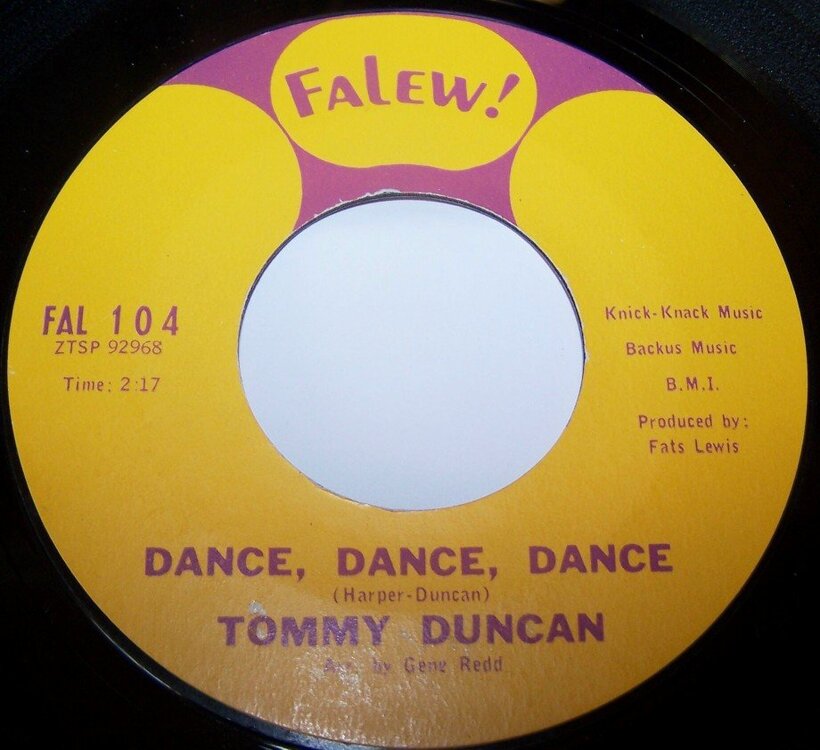 FALEW!
FAL 104
ZTSP 92968
Time: 2:17
Knick-Knack Music
Backus Music
B.M.I.
Produced by:
Fats Lewis
DANCE, DANCE, DANCE
(Harper-Duncan)
TOMMY DUNCAN
Arr. by Gene Redd